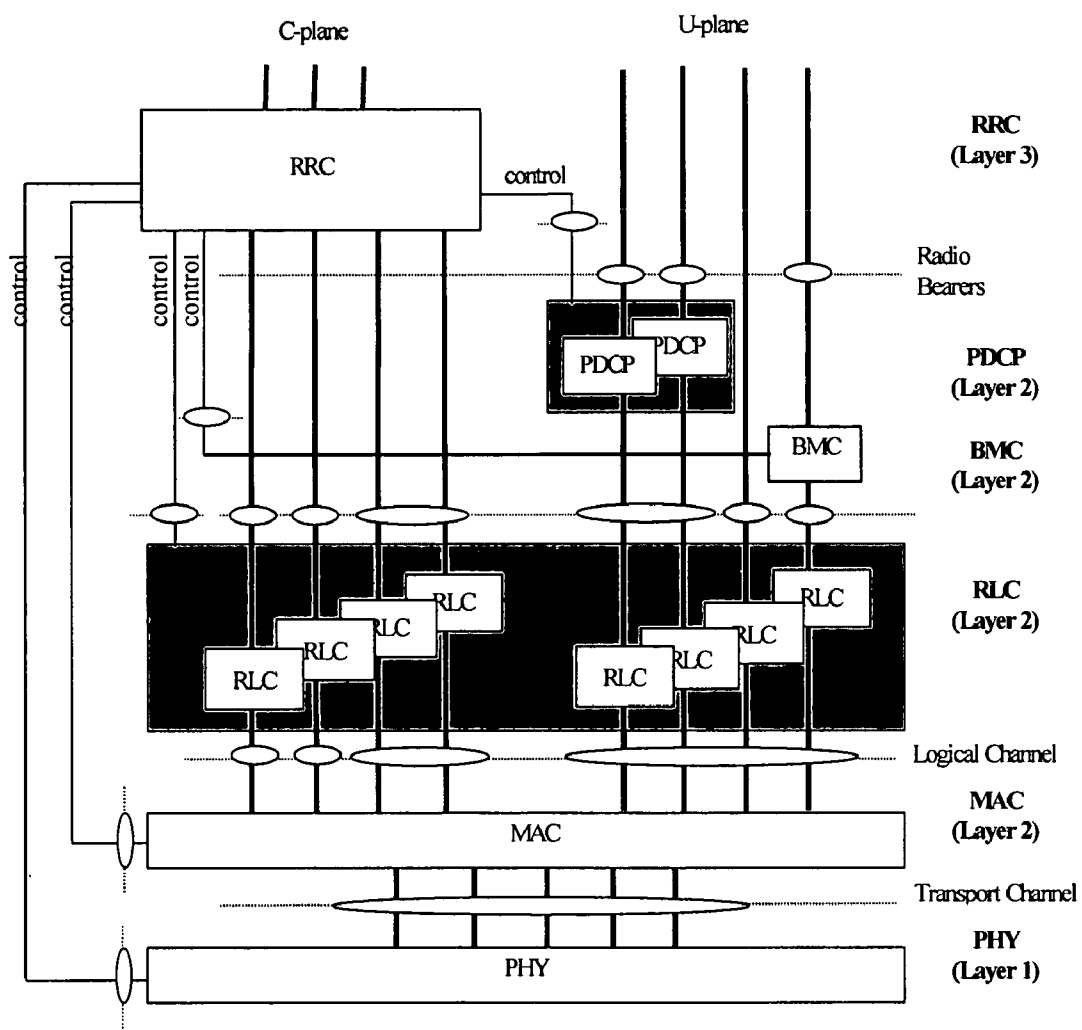 C-plane
U-plane
RRC
RRC
(Layer 3)
control
control
control
control
control
Radio
Bearers
PDCP
PDCP
PDCP
(Layer 2)
BMC
BMC
(Layer 2)
RLC
RLC
RLC
RLC
RLC
RLC
RLC
RLC
RLC
(Layer 2)
Logical Channel
MAC
MAC
(Layer 2)
Transport Channel
PHY
PHY
(Layer 1)